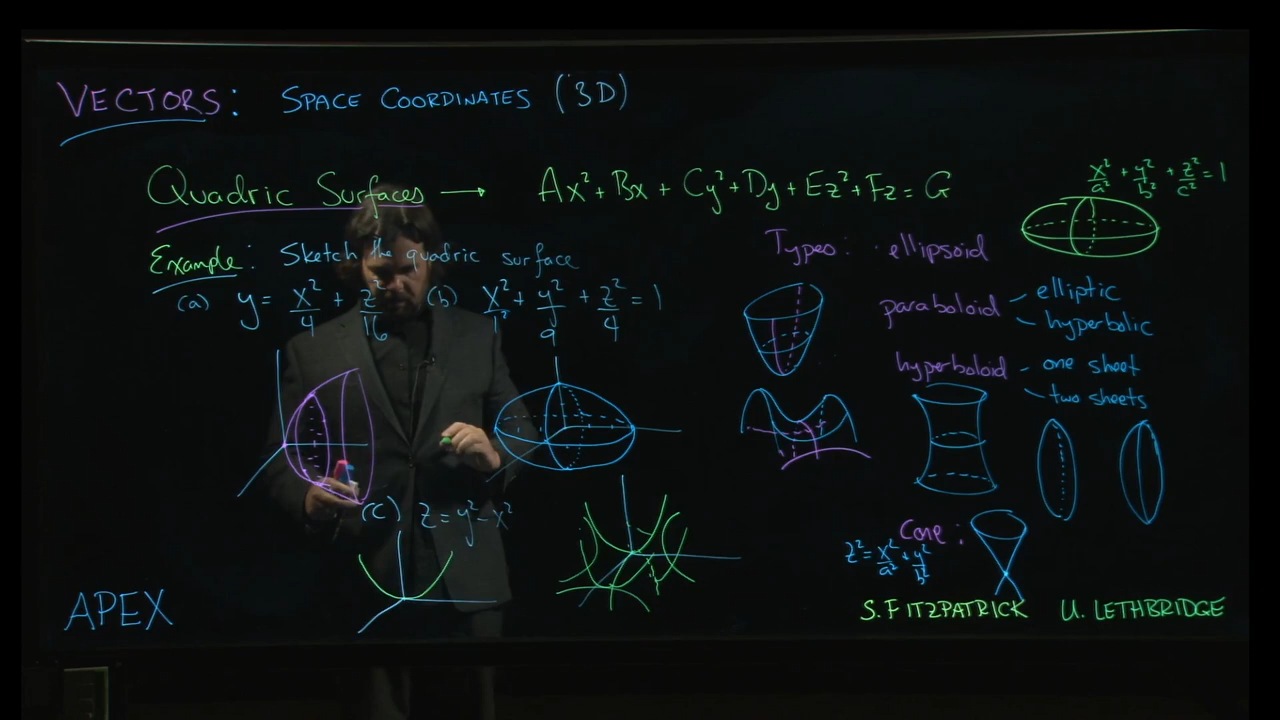 VECTORS: SPACE COORDINATES (3D)
Quadric Surfaces → Ax² + Bx + Cy² + Dy + Ez² + Fz = G
x²/a² + y²/b² + z²/c² = 1
Example: Sketch the quadric surface
(a) y = x²/4 + z²/16 (b) x²/1² + y²/9 + z²/4 = 1
(c) z = y² - x²
Types: · ellipsoid
paraboloid - elliptic
- hyperbolic
hyperboloid - one sheet
- two sheets
Cone:
z² = x²/a² + y²/b²
APEX
S. FITZPATRICK U. LETHBRIDGE